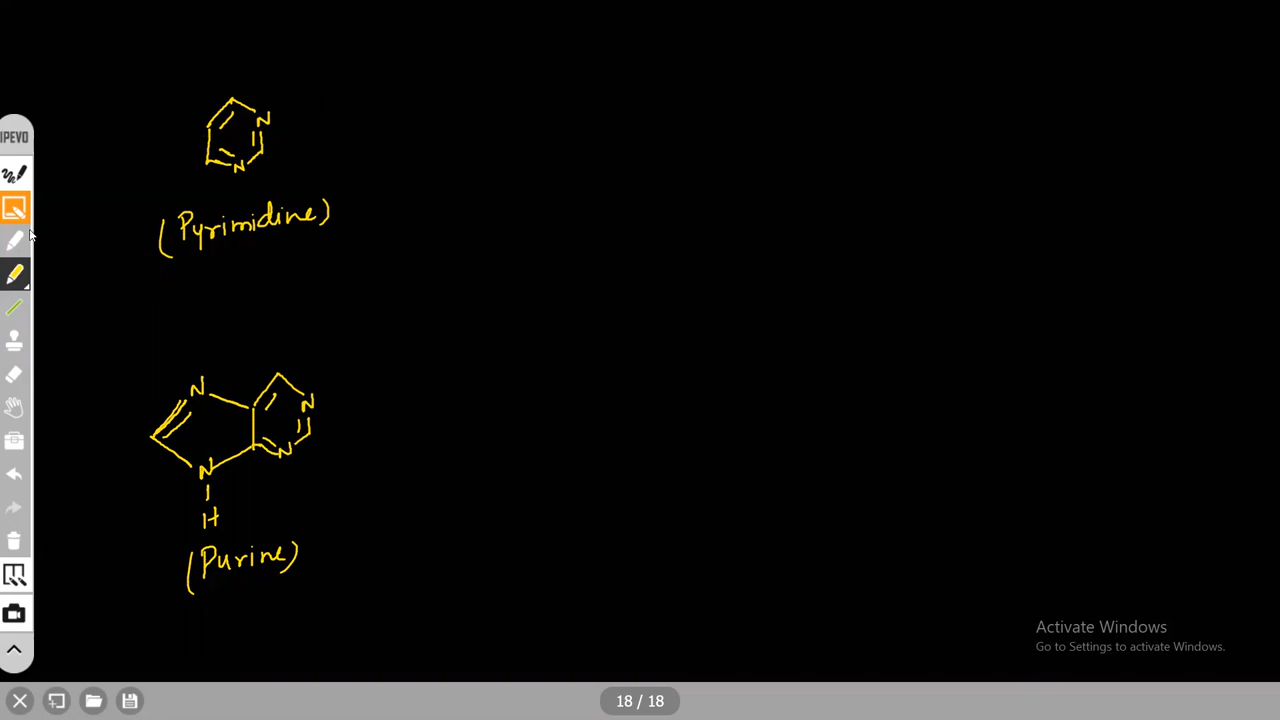 IPEVO
N
N
(Pyrimidine)
N
N
N
N
H
(Purine)
Activate Windows
Go to Settings to activate Windows.
18 / 18